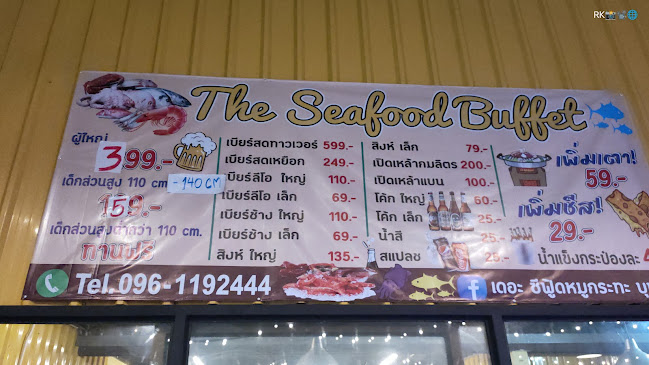 RK
The Seafood Buffet
ผู้ใหญ่
399.-
เด็กส่วนสูง 110 cm
- 140 CM
159.-
เด็กส่วนสูงต่ำกว่า 110 cm.
ทานฟรี
เบียร์สดทาวเวอร์ 599.-
เบียร์สดเหยือก 249.-
เบียร์ลีโอ ใหญ่ 110.-
เบียร์ลีโอ เล็ก 69.-
เบียร์ช้าง ใหญ่ 110.-
เบียร์ช้าง เล็ก 69.-
สิงห์ ใหญ่ 135.-
สิงห์ เล็ก 79.-
เปิดเหล้ากลมลิตร 200.-
เปิดเหล้าแบน 100.-
โค้ก ใหญ่
โค้ก เล็ก 25.-
น้ำสี 25.-
สแปลช 25.-
เพิ่มเตา!
59.-
เพิ่มชีส!
29.-
น้ำแข็งกระป๋องละ
Tel.096-1192444
เดอะ ซีฟู้ดหมูกระทะ